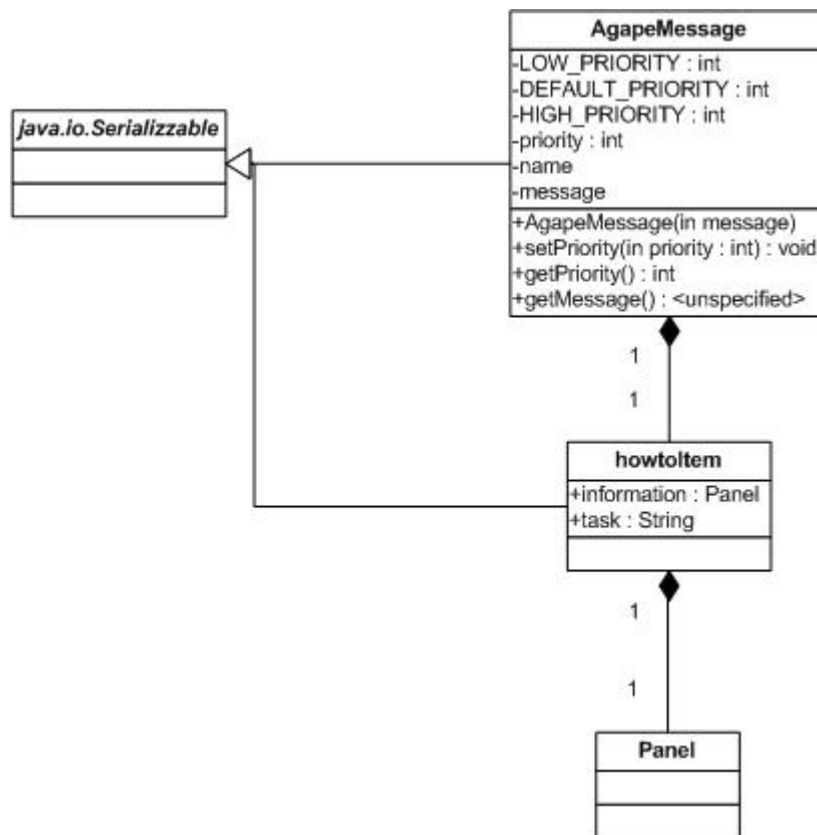 AgapeMessage
-LOW_PRIORITY : int
-DEFAULT_PRIORITY : int
-HIGH_PRIORITY : int
-priority : int
-name
-message
+AgapeMessage(in message)
+setPriority(in priority : int) : void
+getPriority() : int
+getMessage() : <unspecified>
java.io.Serializzable
1
1
howtoItem
+information : Panel
+task : String
1
1
Panel